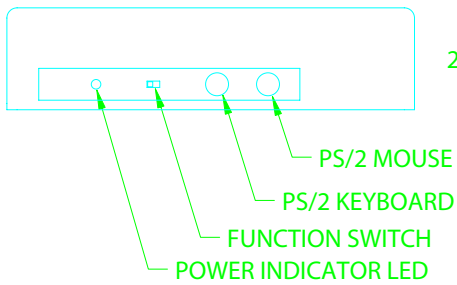 2
PS/2 MOUSE
PS/2 KEYBOARD
FUNCTION SWITCH
POWER INDICATOR LED